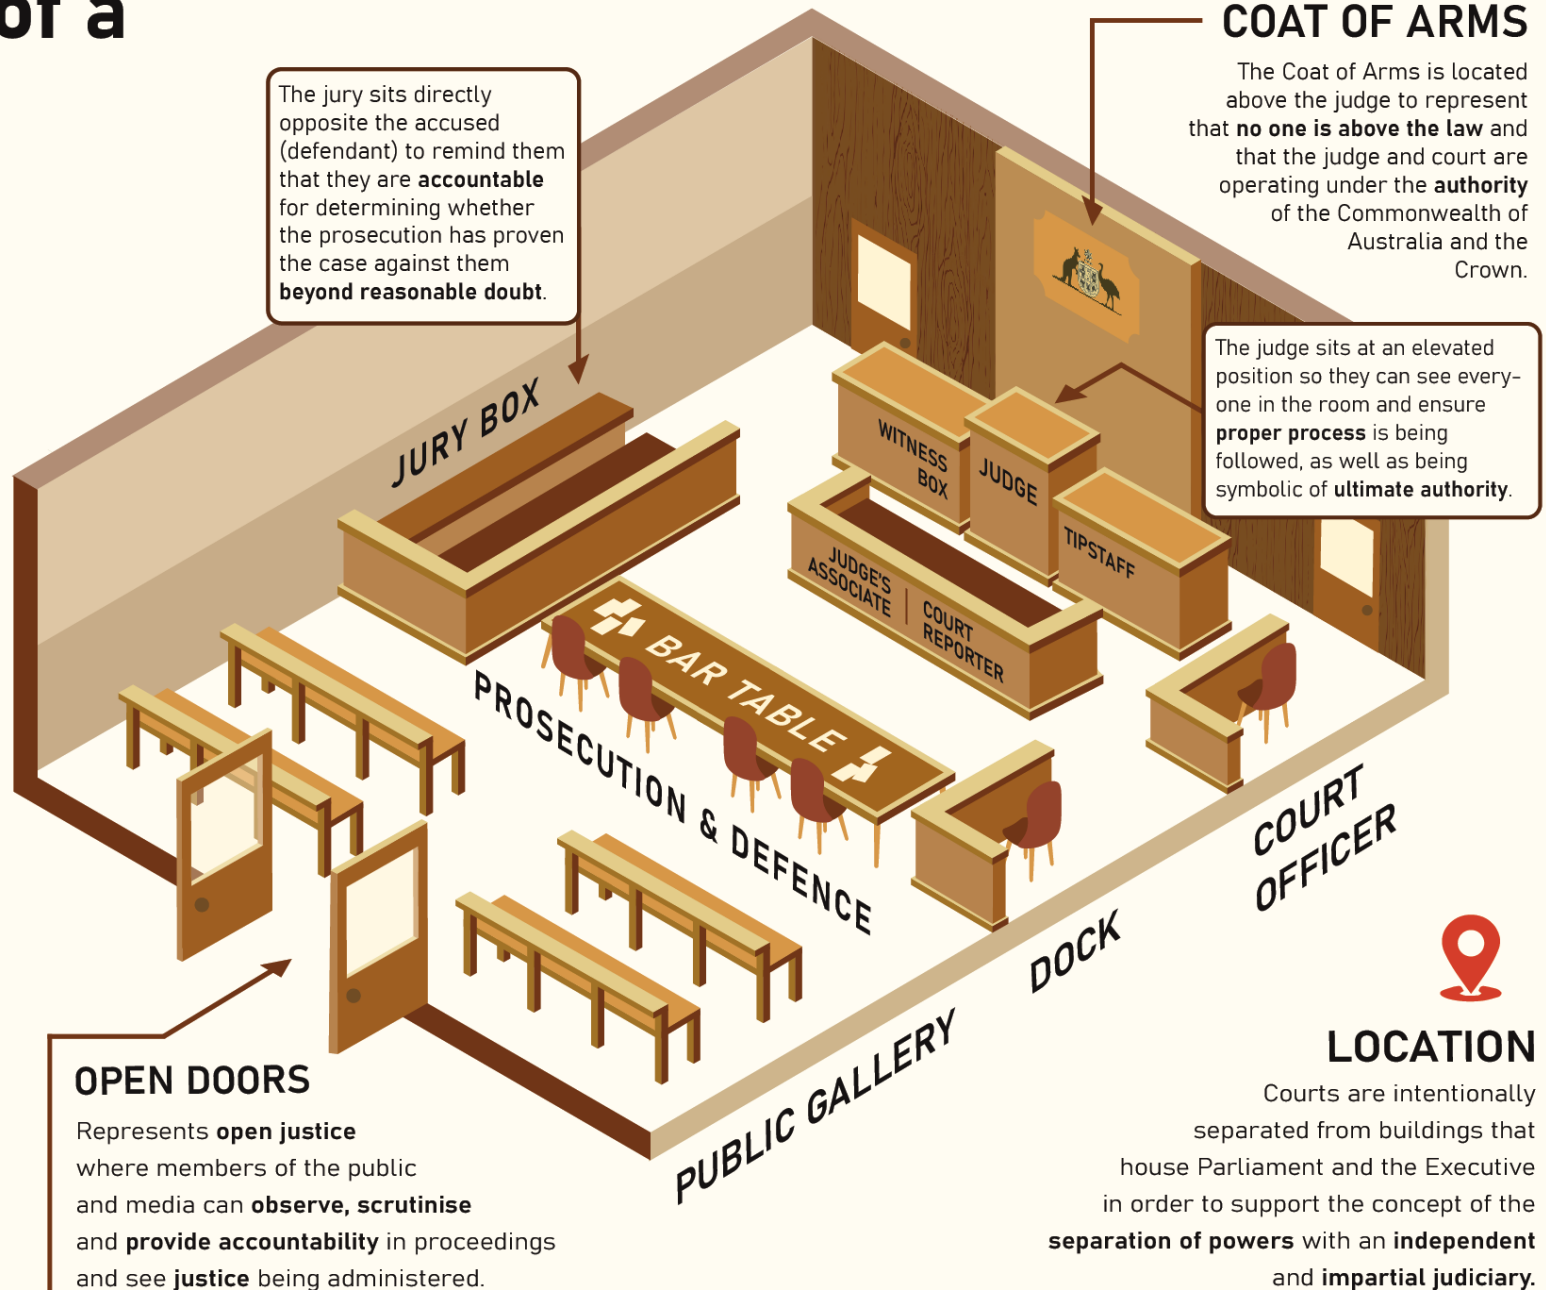 of a
COAT OF ARMS
The Coat of Arms is located
above the judge to represent
that no one is above the law and
that the judge and court are
operating under the authority
of the Commonwealth of
Australia and the
Crown.
The jury sits directly
opposite the accused
(defendant) to remind them
that they are accountable
for determining whether
the prosecution has proven
the case against them
beyond reasonable doubt.
The judge sits at an elevated
position so they can see every-
one in the room and ensure
proper process is being
followed, as well as being
symbolic of ultimate authority.
JURY BOX
WITNESS
BOX
JUDGE
TIPSTAFF
JUDGE'S
ASSOCIATE
COURT
REPORTER
BAR TABLE
PROSECUTION & DEFENCE
COURT
OFFICER
DOCK
PUBLIC GALLERY
OPEN DOORS
Represents open justice
where members of the public
and media can observe, scrutinise
and provide accountability in proceedings
and see justice being administered.
LOCATION
Courts are intentionally
separated from buildings that
house Parliament and the Executive
in order to support the concept of the
separation of powers with an independent
and impartial judiciary.